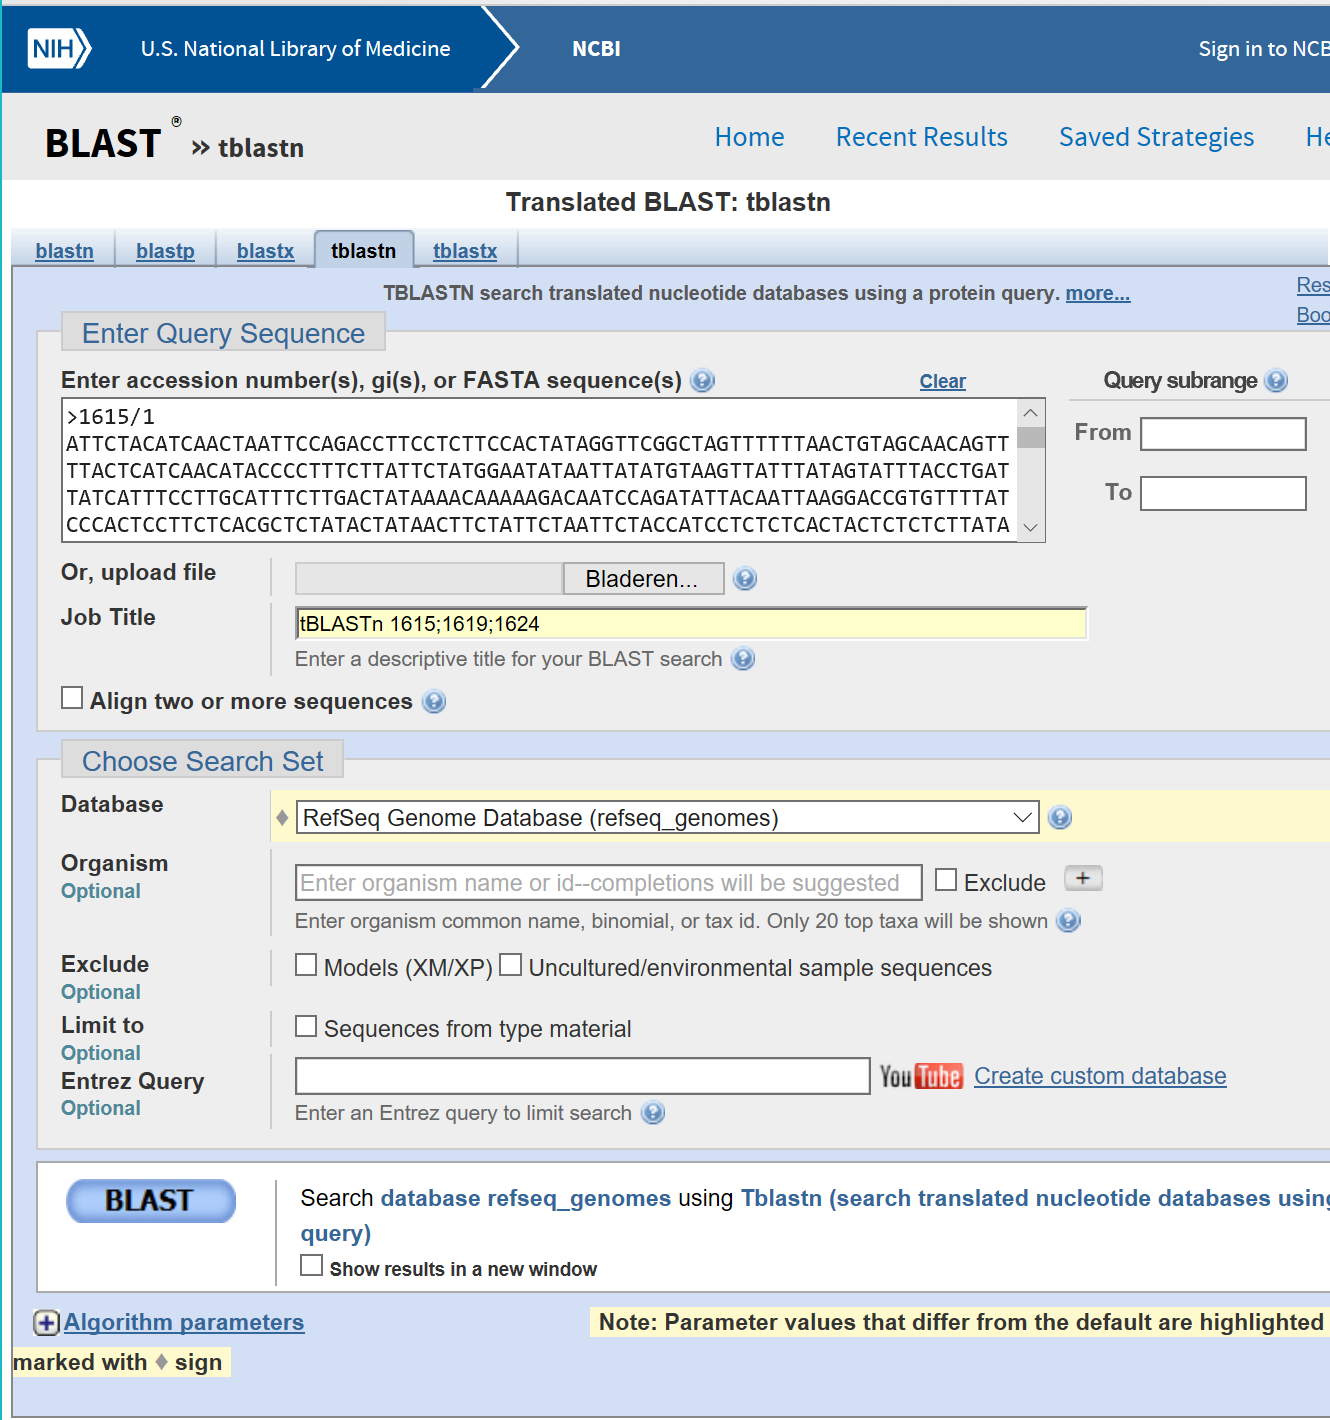 NIH U.S. National Library of Medicine NCBI Sign in to NCB
BLAST ® » tblastn Home Recent Results Saved Strategies He
Translated BLAST: tblastn
blastn blastp blastx tblastn tblastx
TBLASTN search translated nucleotide databases using a protein query. more... Res
Boo
Enter Query Sequence
Enter accession number(s), gi(s), or FASTA sequence(s) Clear Query subrange
>1615/1
ATTCTACATCAACTAATTCCAGACCTTCCTCTTCCACTATAGGTTCGGCTAGTTTTTTAACTGTAGCAACAGTT
TTACTCATCAACATACCCCTTTCTTATTCTATGGAATATAATTATATGTAAGTTATTTATAGTATTTACCTGAT
TATCATTTCCTTGCATTTCTTGACTATAAAACAAAAAGACAATCCAGATATTACAATTAAGGACCGTGTTTTAT
CCCACTCCTTCTCACGCTCTATACTATAACTTCTATTCTAATTCTACCATCCTCTCTCACTACTCTCTCTTATA
From
To
Or, upload file Bladeren...
Job Title tBLASTn 1615;1619;1624
Enter a descriptive title for your BLAST search
Align two or more sequences
Choose Search Set
Database RefSeq Genome Database (refseq_genomes)
Organism
Optional
Enter organism name or id--completions will be suggested Exclude +
Enter organism common name, binomial, or tax id. Only 20 top taxa will be shown
Exclude
Optional
Models (XM/XP) Uncultured/environmental sample sequences
Limit to
Optional
Sequences from type material
Entrez Query
Optional
YouTube Create custom database
Enter an Entrez query to limit search
BLAST
Search database refseq_genomes using Tblastn (search translated nucleotide databases using
query)
Show results in a new window
Algorithm parameters Note: Parameter values that differ from the default are highlighted
marked with ♦ sign